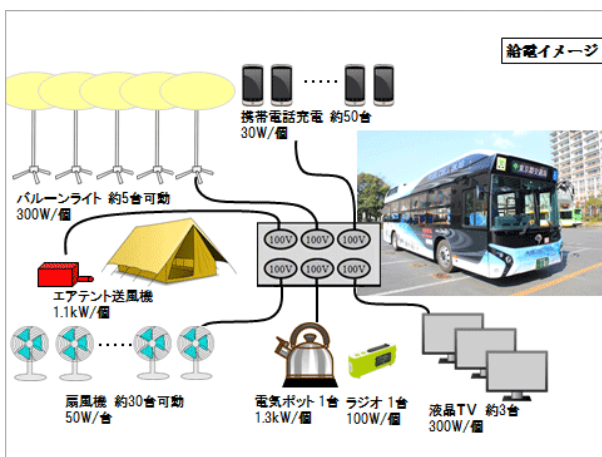 給電イメージ
携帯電話充電 約50台
30W/個
バルーンライト 約5台可動
300W/個
100V 100V 100V
100V 100V 100V
エアテント送風機
1.1kW/個
扇風機 約30台可動
50W/台
電気ポット 1台
1.3kW/個
ラジオ 1台
100W/個
液晶TV 約3台
300W/個